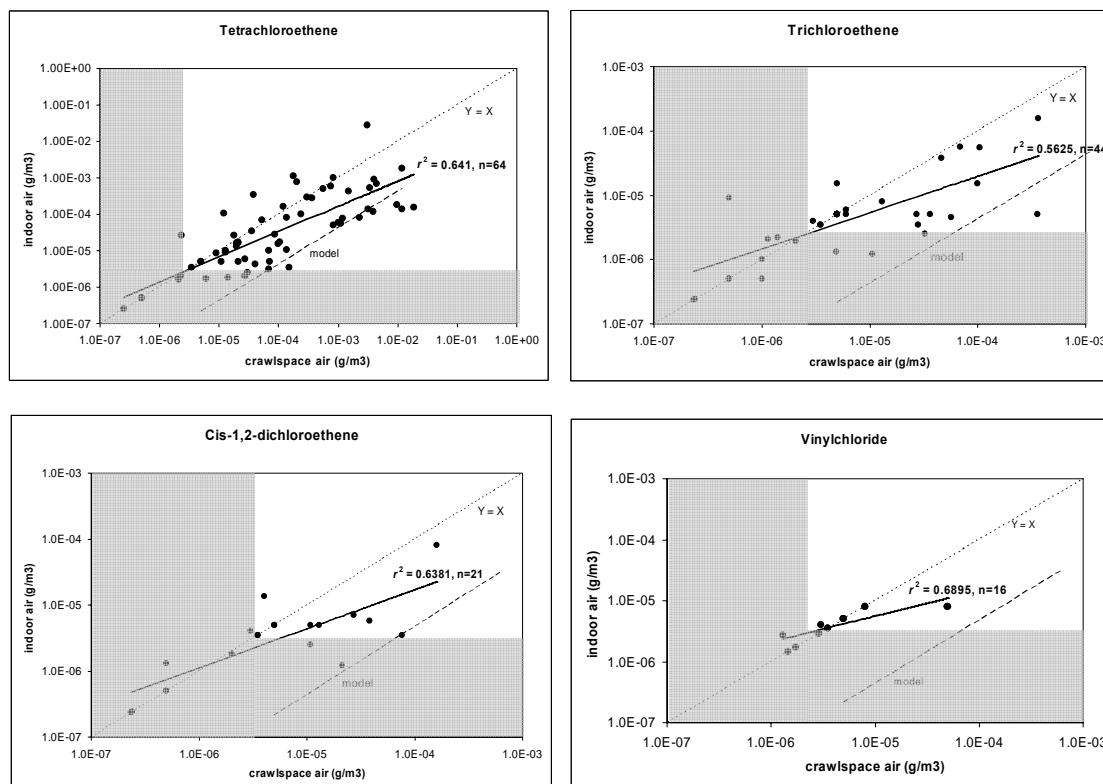 Tetrachloroethene
1.00E+00
1.00E-01
1.00E-02
1.00E-03
1.00E-04
1.00E-05
1.00E-06
1.00E-07
indoor air (g/m3)
Y = X
r² = 0.641, n=64
model
1.0E-07 1.0E-06 1.0E-05 1.0E-04 1.0E-03 1.0E-02 1.0E-01 1.0E+00
crawlspace air (g/m3)
Trichloroethene
1.00E-03
1.00E-04
1.00E-05
1.00E-06
1.00E-07
indoor air (g/m3)
Y = X
r² = 0.5625, n=44
model
1.0E-07 1.0E-06 1.0E-05 1.0E-04 1.0E-03
crawlspace air (g/m3)
Cis-1,2-dichloroethene
1.0E-03
1.0E-04
1.0E-05
1.0E-06
1.0E-07
indoor air (g/m3)
Y = X
r² = 0.6381, n=21
model
1.0E-07 1.0E-06 1.0E-05 1.0E-04 1.0E-03
crawlspace air (g/m3)
Vinylchloride
1.0E-03
1.0E-04
1.0E-05
1.0E-06
1.0E-07
indoor air (g/m3)
Y = X
r² = 0.6895, n=16
model
1.0E-07 1.0E-06 1.0E-05 1.0E-04 1.0E-03
crawlspace air (g/m3)